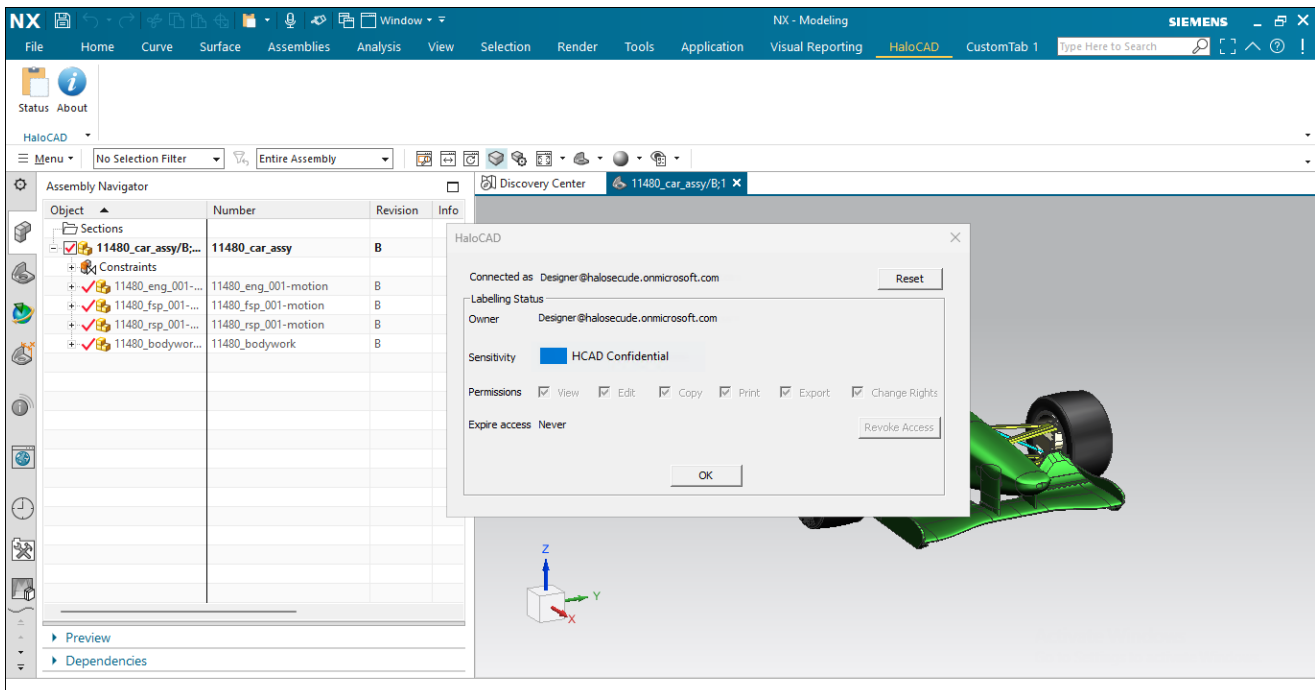 NX Window NX - Modeling SIEMENS
File Home Curve Surface Assemblies Analysis View Selection Render Tools Application Visual Reporting HaloCAD CustomTab 1 Type Here to Search
Status About
HaloCAD
Menu No Selection Filter Entire Assembly
Assembly Navigator
Discovery Center 11480_car_assy/B;1
Object Number Revision Info
Sections
11480_car_assy/B;... 11480_car_assy B
Constraints
11480_eng_001-... 11480_eng_001-motion B
11480_fsp_001-... 11480_fsp_001-motion B
11480_rsp_001-... 11480_rsp_001-motion B
11480_bodywor... 11480_bodywork B
HaloCAD
Connected as Designer@halosecude.onmicrosoft.com Reset
Labelling Status
Owner Designer@halosecude.onmicrosoft.com
Sensitivity HCAD Confidential
Permissions View Edit Copy Print Export Change Rights
Expire access Never Revoke Access
OK
Z
Y
X
Preview
Dependencies